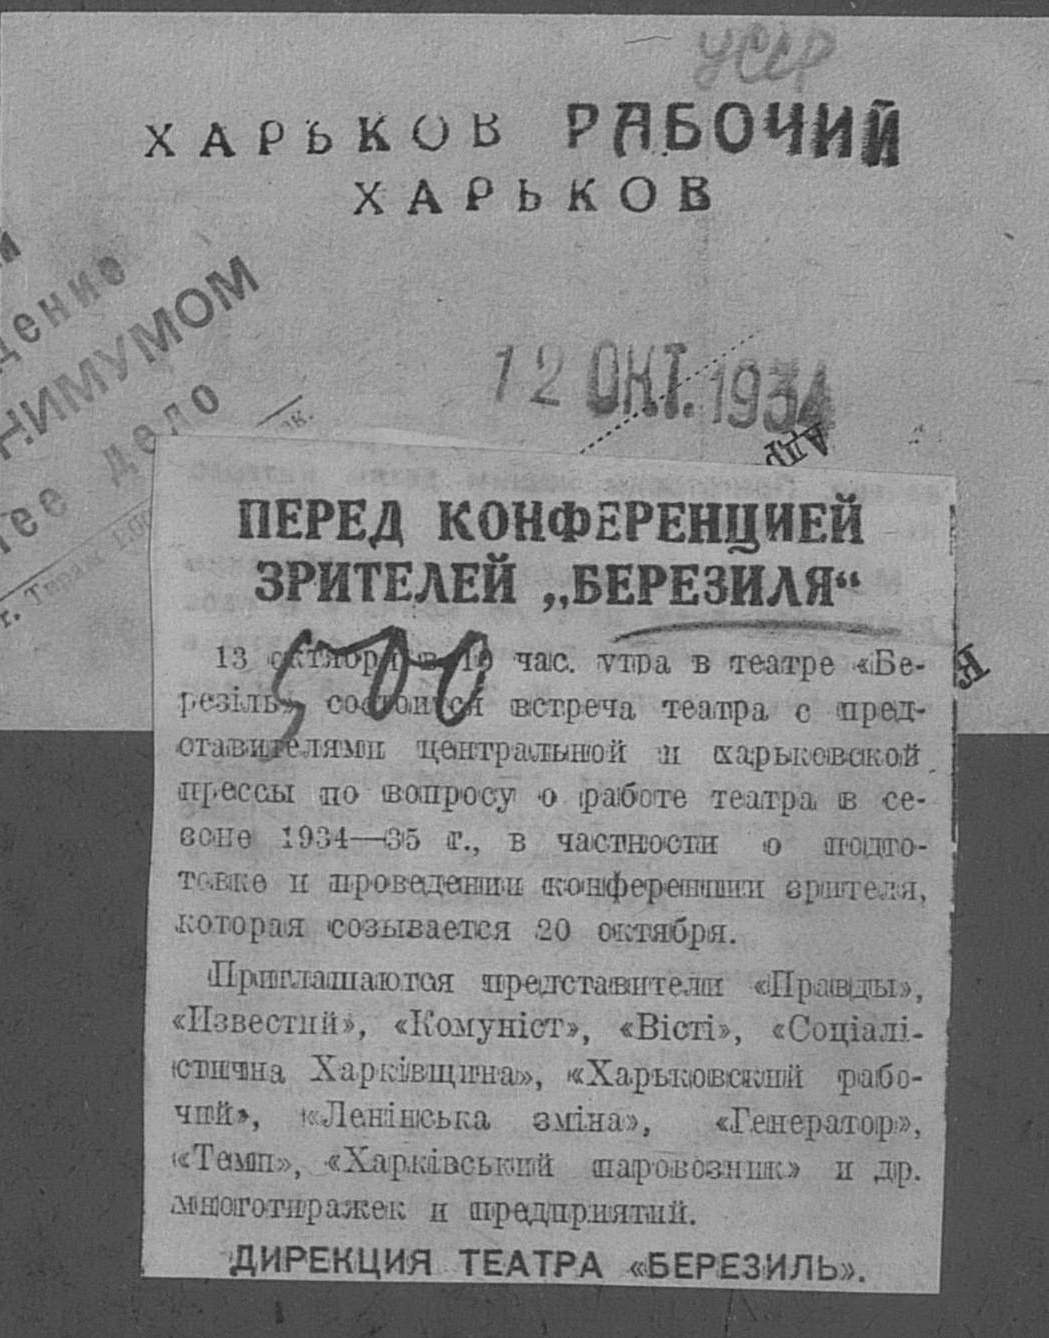 УССР
ХАРЬКОВ РАБОЧИЙ
ХАРЬКОВ
НИМУМОМ
дело
12 ОКТ. 1934
ПЕРЕД КОНФЕРЕНЦИЕЙ
ЗРИТЕЛЕЙ „БЕРЕЗИЛЯ“
500
13 октября в 10 час. утра в театре «Бе-
резіль» состоится встреча театра с пред-
ставителями центральной и харьковской
прессы по вопросу о работе театра в се-
зоне 1934—35 г., в частности о подго-
товке и проведении конференции зрителя,
которая созывается 20 октября.
Приглашаются представители «Правды»,
«Известий», «Комуніст», «Вісті», «Соціалі-
стична Харківщина», «Харьковский рабо-
чий», «Ленінська зміна», «Генератор»,
«Темп», «Харківський паровозник» и др.
многотиражек и предприятий.
ДИРЕКЦИЯ ТЕАТРА «БЕРЕЗИЛЬ».